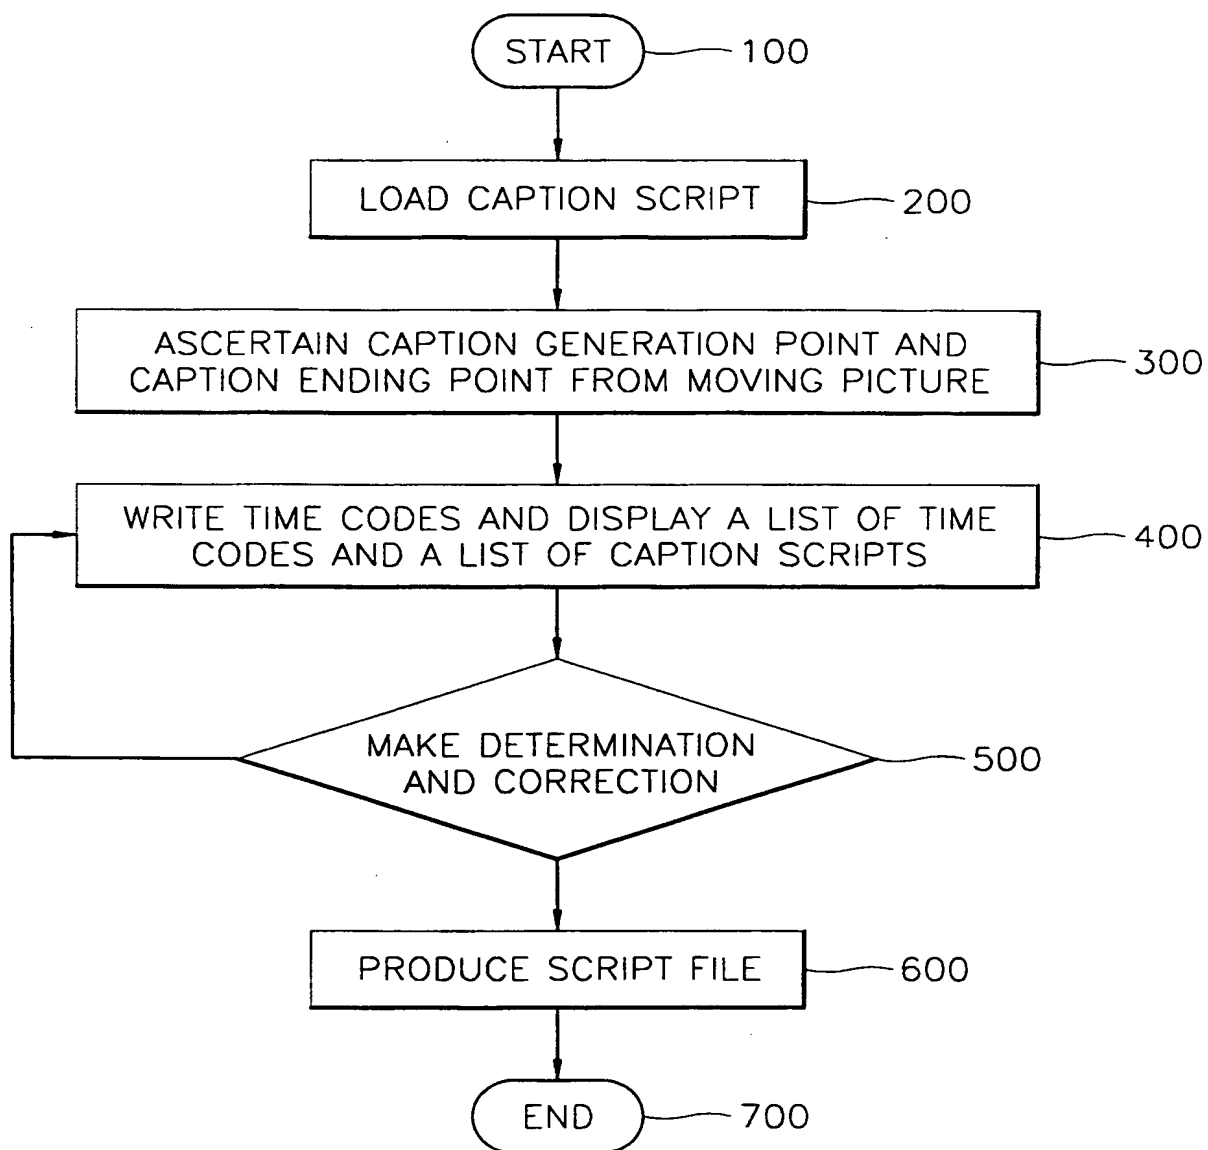 START
100
LOAD CAPTION SCRIPT
200
ASCERTAIN CAPTION GENERATION POINT AND
CAPTION ENDING POINT FROM MOVING PICTURE
300
WRITE TIME CODES AND DISPLAY A LIST OF TIME
CODES AND A LIST OF CAPTION SCRIPTS
400
MAKE DETERMINATION
AND CORRECTION
500
PRODUCE SCRIPT FILE
600
END
700